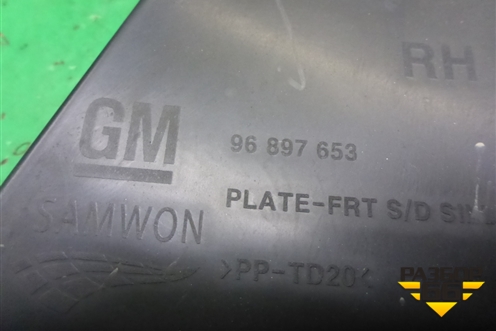 RH
GM
96 897 653
PLATE-FRT S/D
SAMWON
>PP-TD20<